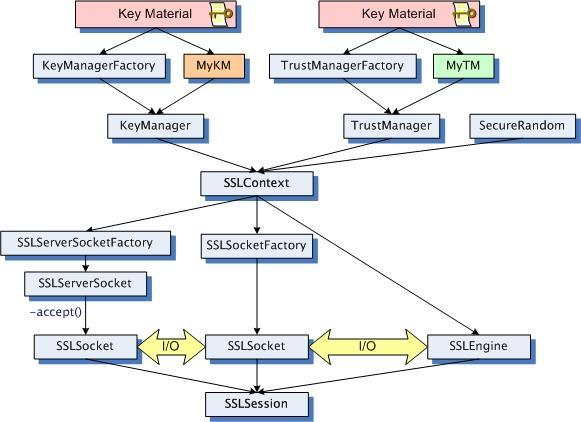 Key Material
Key Material
KeyManagerFactory
MyKM
TrustManagerFactory
MyTM
KeyManager
TrustManager
SecureRandom
SSLContext
SSLServerSocketFactory
SSLSocketFactory
SSLServerSocket
-accept()
SSLSocket
I/O
SSLSocket
I/O
SSLEngine
SSLSession